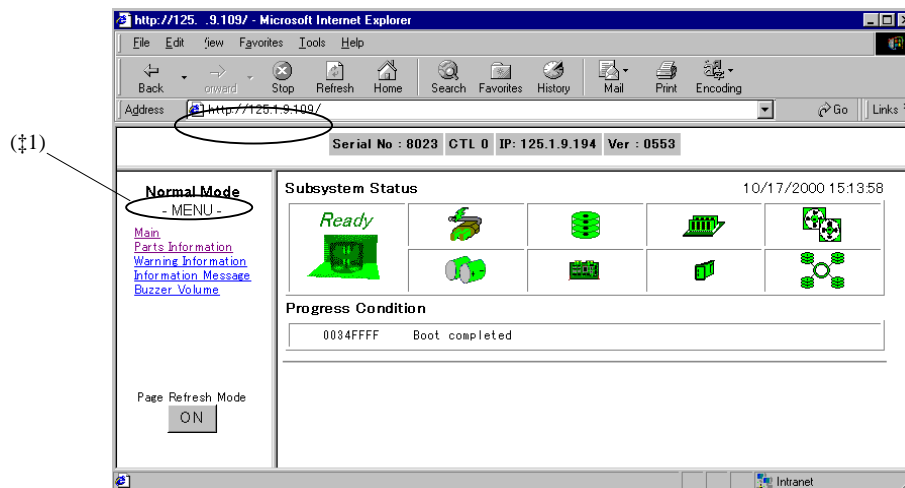 http://125. .9.109/ - Microsoft Internet Explorer
File Edit /iew Favorites Tools Help
Back orward Stop Refresh Home Search Favorites History Mail Print Encoding
Address http://125.1.9.109/ Go Links
(‡1)
Serial No : 8023 CTL 0 IP: 125.1.9.194 Ver : 0553
Normal Mode
- MENU -
Main
Parts Information
Warning Information
Information Message
Buzzer Volume
Page Refresh Mode
ON
Subsystem Status 10/17/2000 15:13:58
Ready
Progress Condition
0034FFFF Boot completed
Intranet